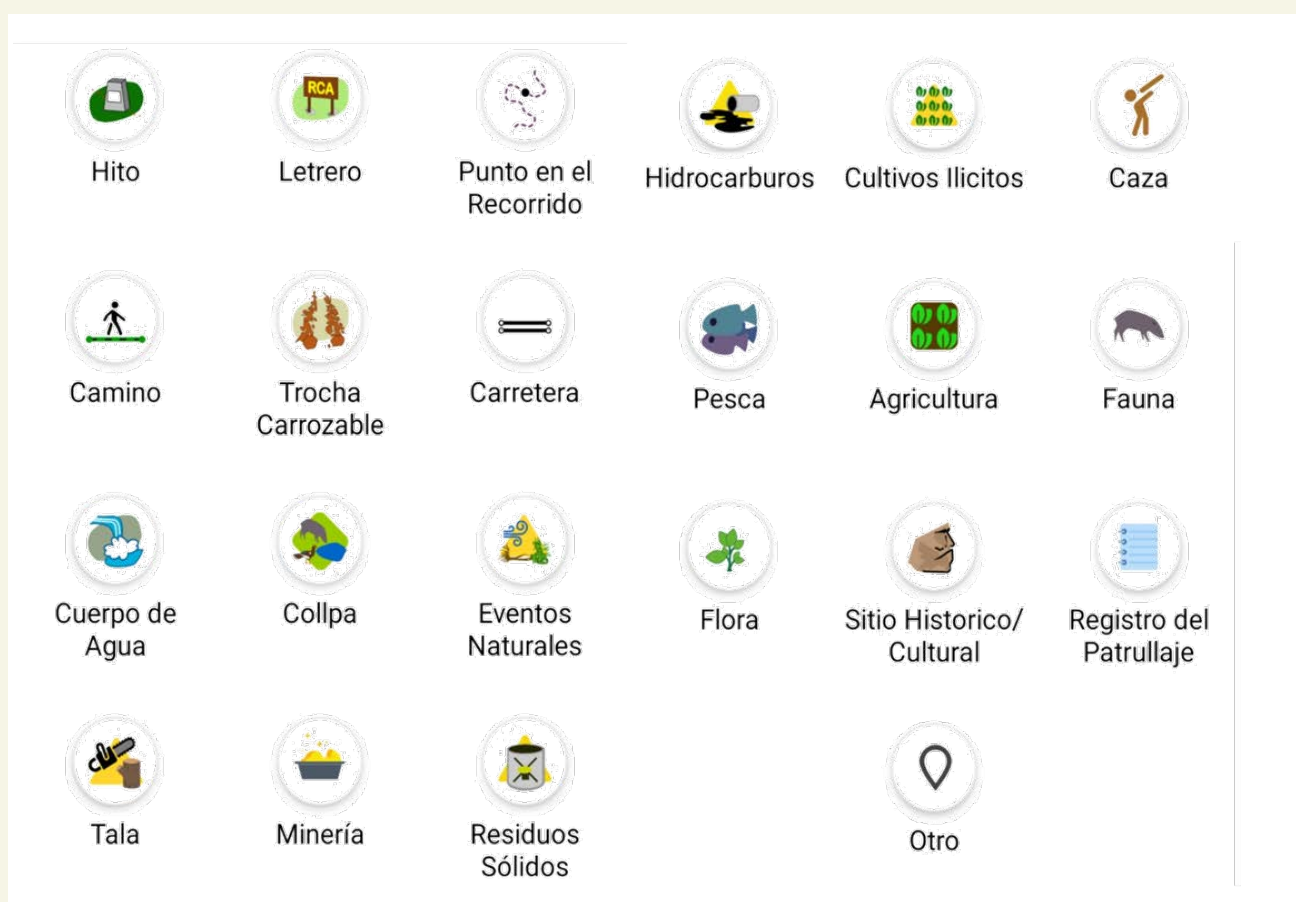 RCA
Hito
Letrero
Punto en el
Recorrido
Hidrocarburos
Cultivos Ilicitos
Caza
Camino
Trocha
Carrozable
Carretera
Pesca
Agricultura
Fauna
Cuerpo de
Agua
Collpa
Eventos
Naturales
Flora
Sitio Historico/
Cultural
Registro del
Patrullaje
Tala
Minería
Residuos
Sólidos
Otro